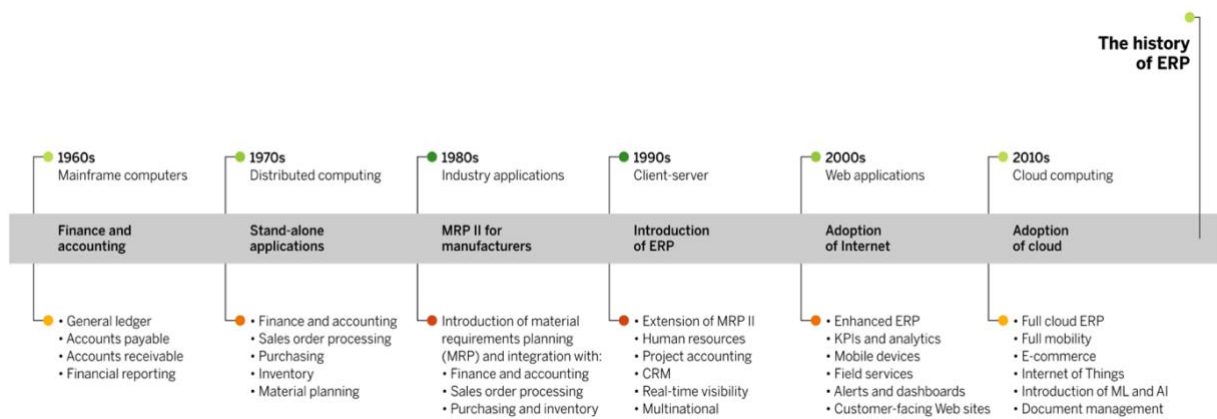 The history
of ERP
1960s
Mainframe computers
1970s
Distributed computing
1980s
Industry applications
1990s
Client-server
2000s
Web applications
2010s
Cloud computing
Finance and
accounting
Stand-alone
applications
MRP II for
manufacturers
Introduction
of ERP
Adoption
of Internet
Adoption
of cloud
• General ledger
• Accounts payable
• Accounts receivable
• Financial reporting
• Finance and accounting
• Sales order processing
• Purchasing
• Inventory
• Material planning
Introduction of material
requirements planning
(MRP) and integration with:
• Finance and accounting
• Sales order processing
• Purchasing and inventory
• Extension of MRP II
• Human resources
• Project accounting
• CRM
• Real-time visibility
• Multinational
• Enhanced ERP
• KPIs and analytics
• Mobile devices
• Field services
• Alerts and dashboards
• Customer-facing Web sites
• Full cloud ERP
• Full mobility
• E-commerce
• Internet of Things
• Introduction of ML and AI
• Document management